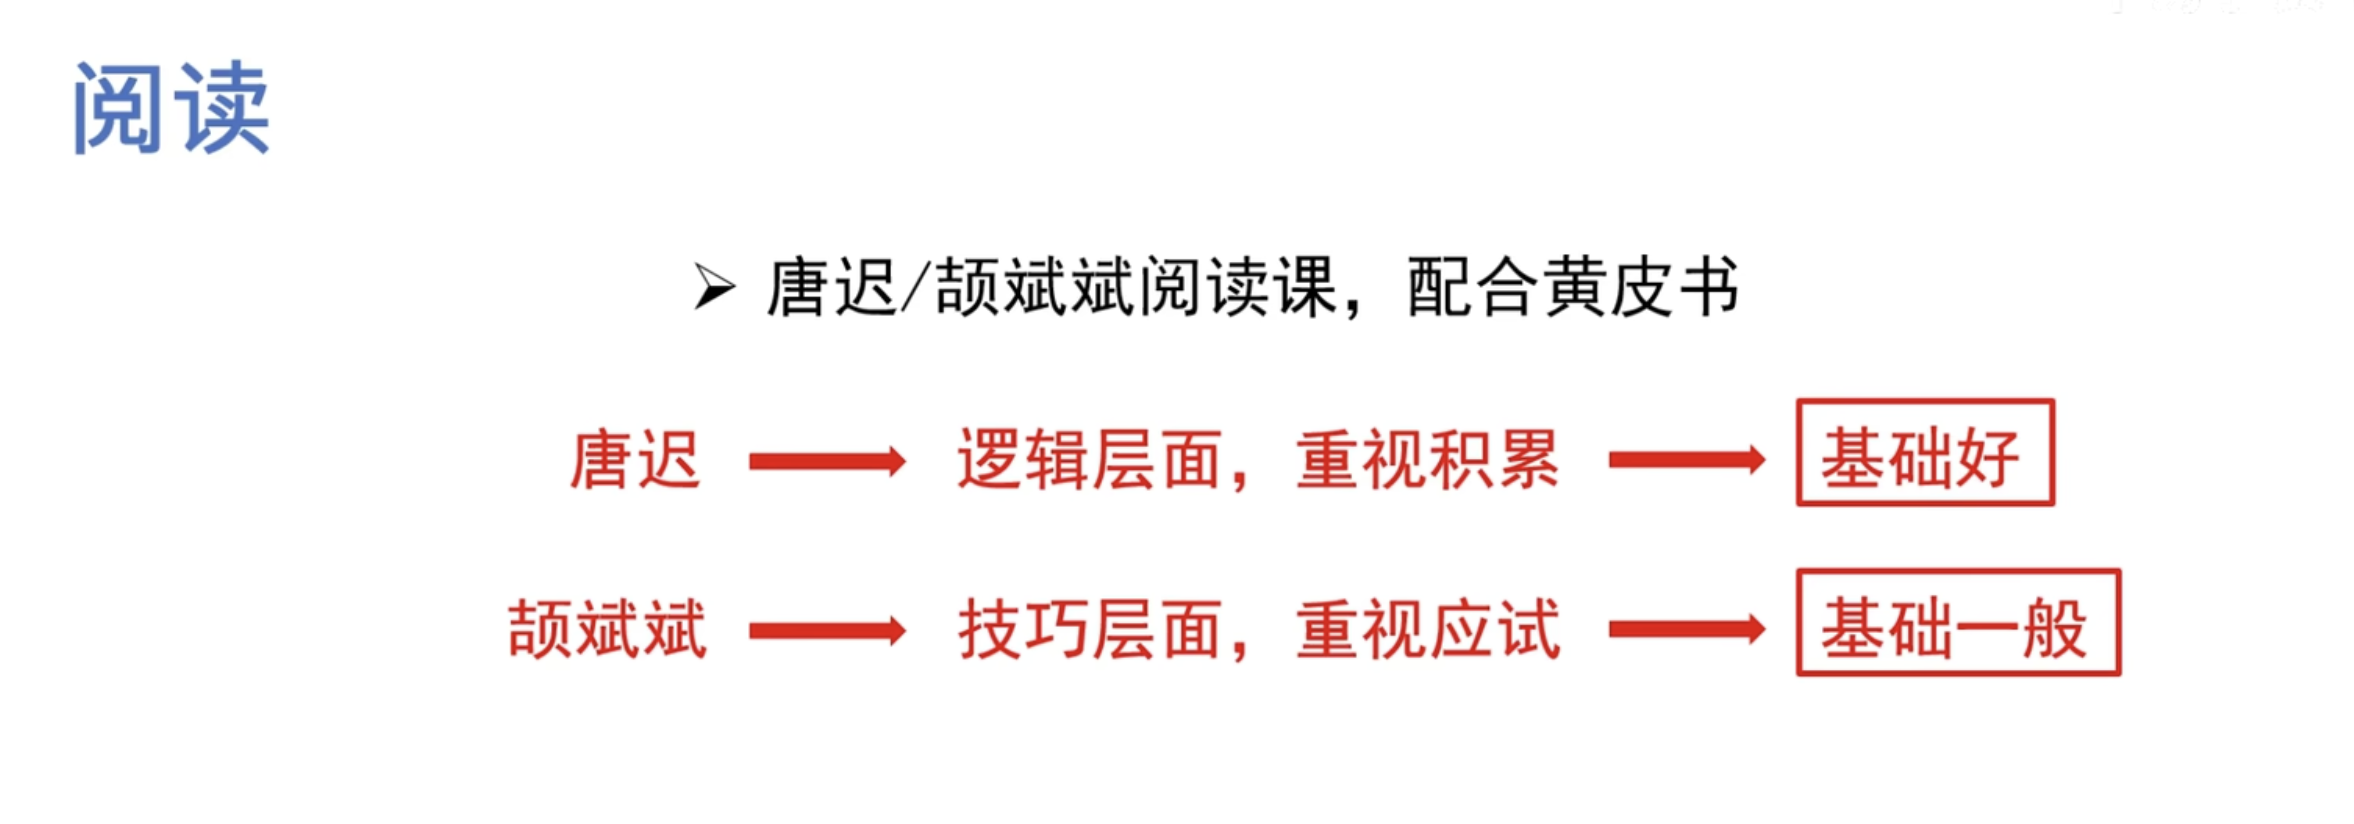 阅读
唐迟/颉斌斌阅读课，配合黄皮书
唐迟 逻辑层面，重视积累 基础好
颉斌斌 技巧层面，重视应试 基础一般